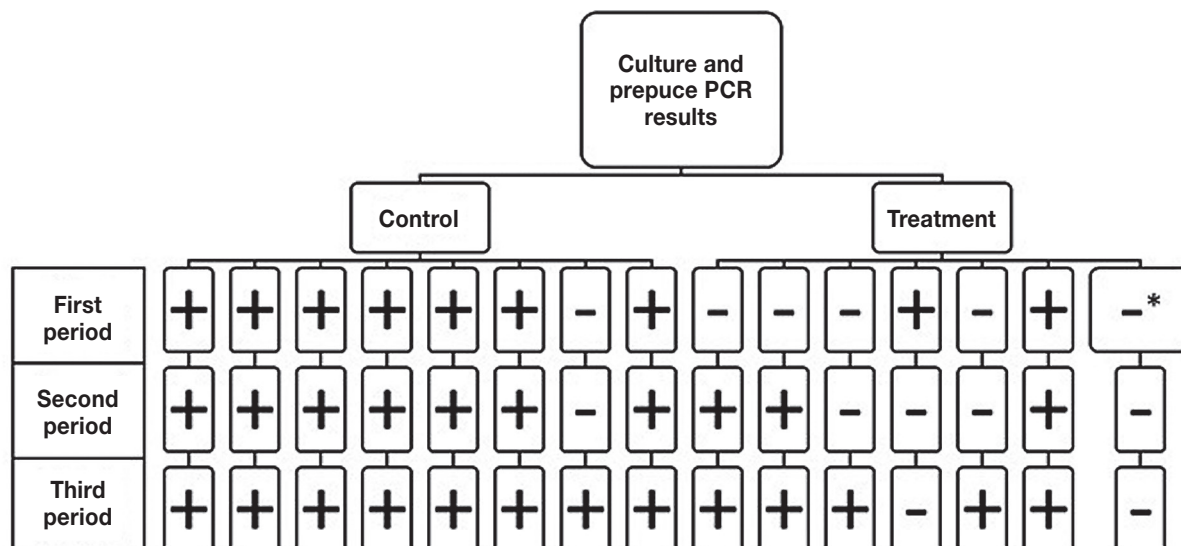 Culture and
prepuce PCR
results
Control
Treatment
First
period
+ + + + + + - + - - - + - + -*
Second
period
+ + + + + + - + + + - - - + -
Third
period
+ + + + + + + + + + + - + + -